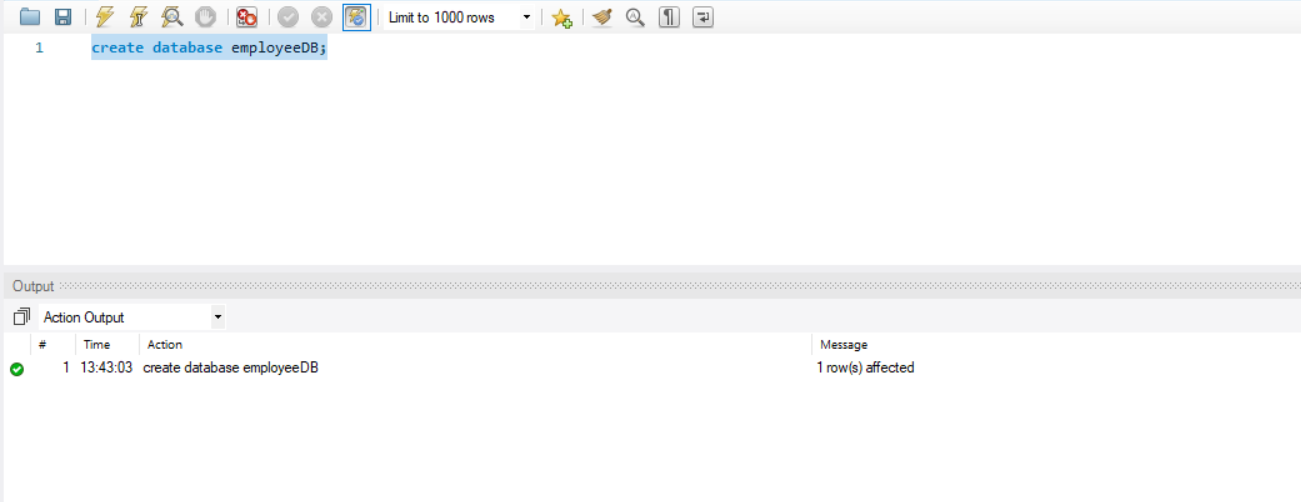 Limit to 1000 rows
1 create database employeeDB;
Output
Action Output
# Time Action Message
1 13:43:03 create database employeeDB 1 row(s) affected